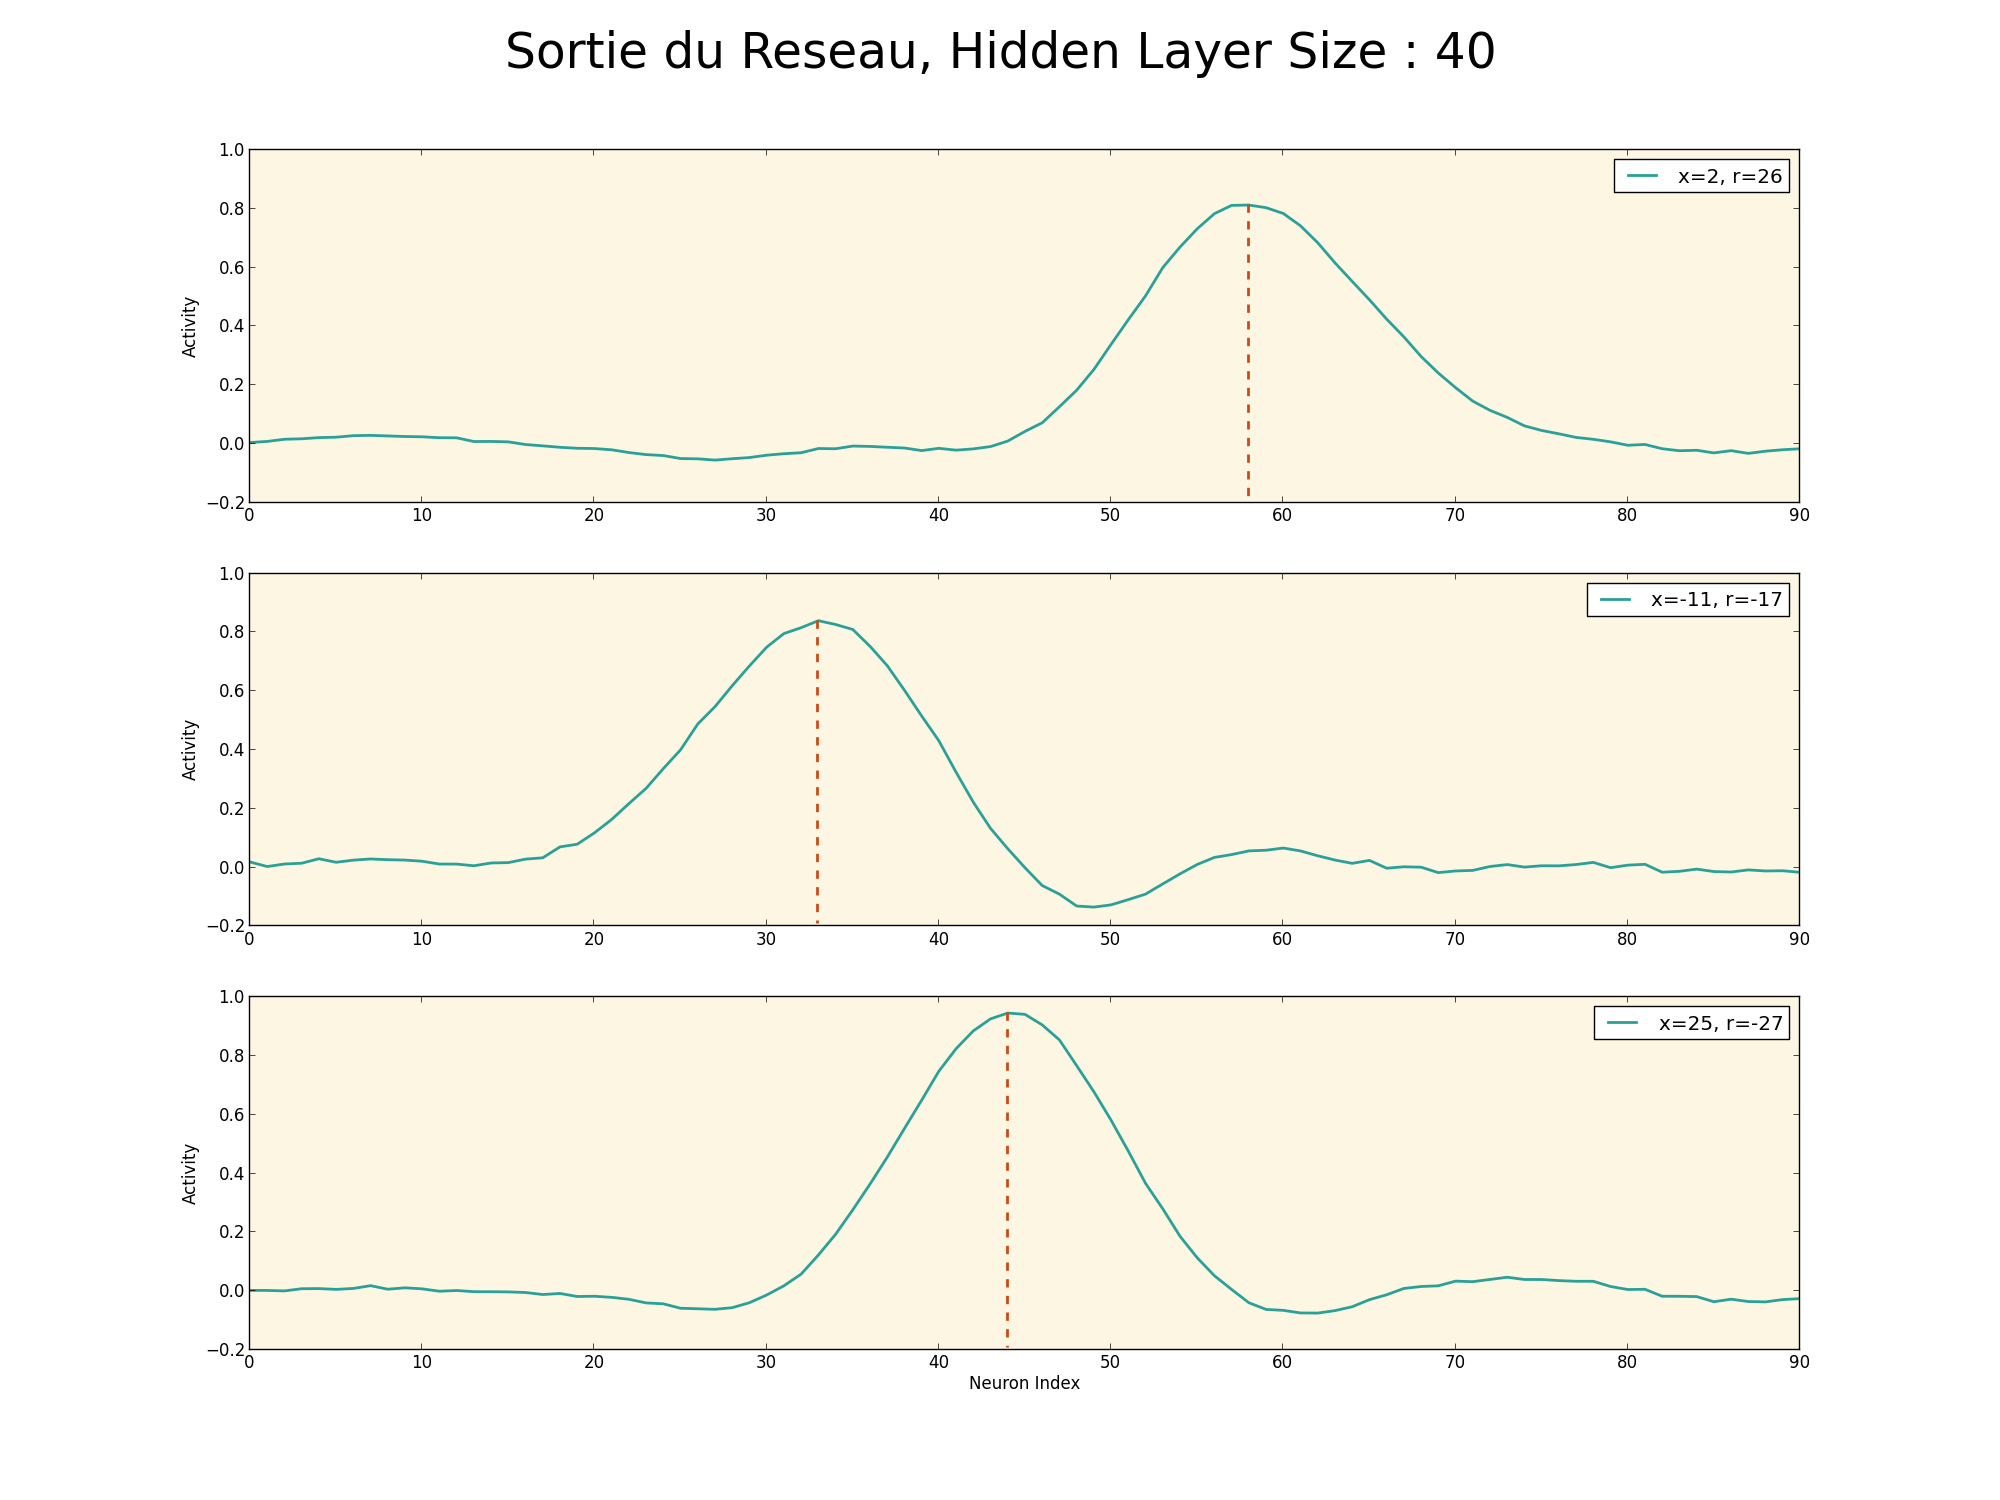 Sortie du Reseau, Hidden Layer Size : 40
1.0
0.8
0.6
0.4
0.2
0.0
−0.2
Activity
x=2, r=26
0 10 20 30 40 50 60 70 80 90
1.0
0.8
0.6
0.4
0.2
0.0
−0.2
Activity
x=-11, r=-17
0 10 20 30 40 50 60 70 80 90
1.0
0.8
0.6
0.4
0.2
0.0
−0.2
Activity
x=25, r=-27
0 10 20 30 40 50 60 70 80 90
Neuron Index